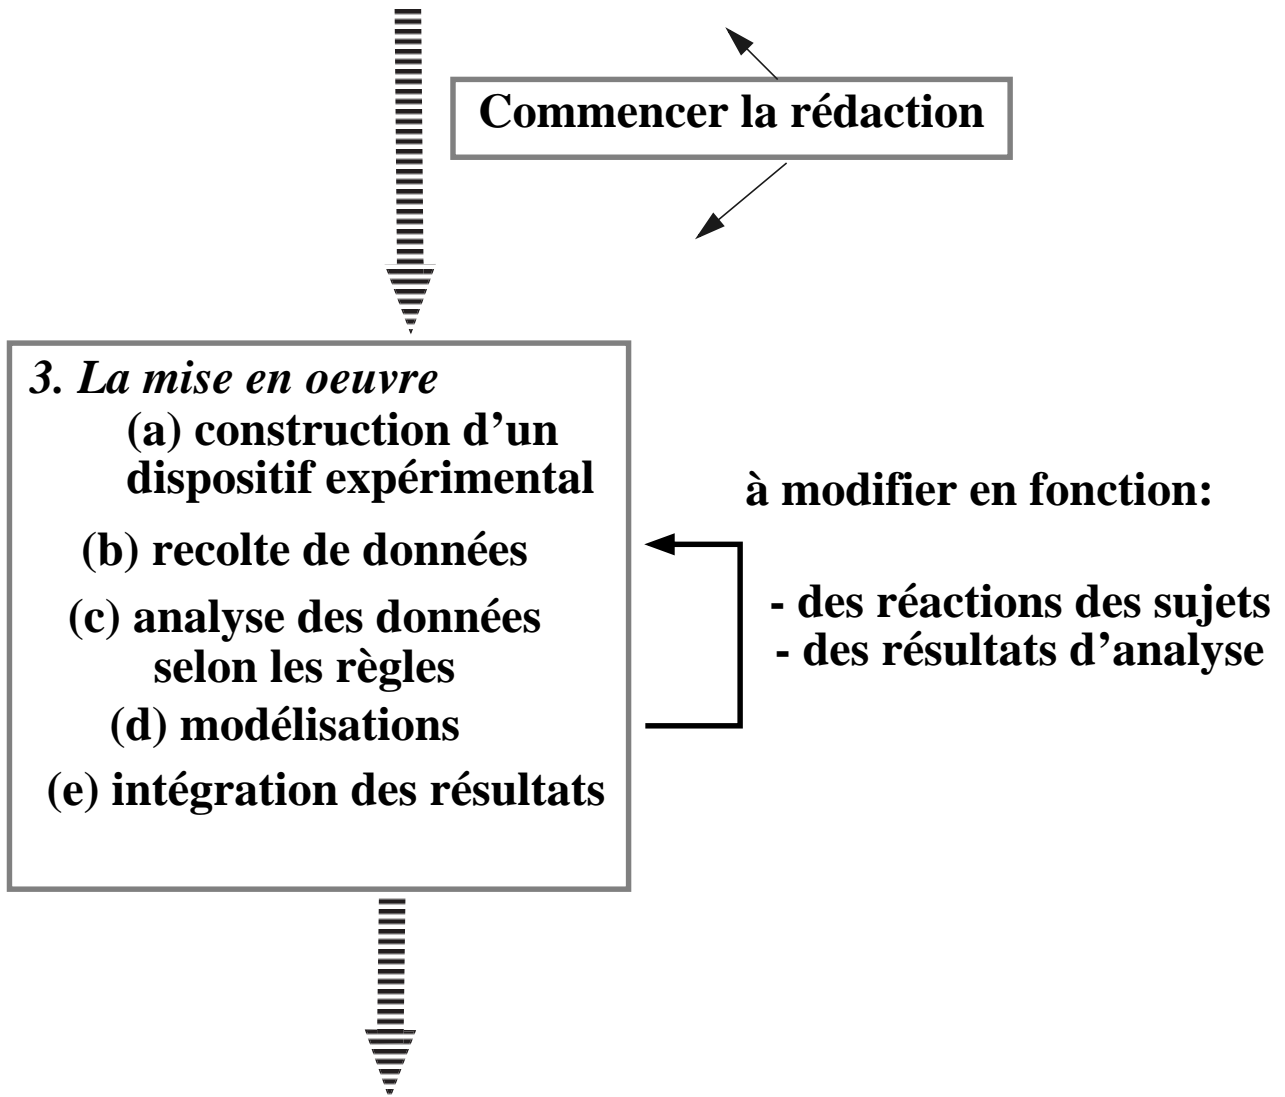 Commencer la rédaction
3. La mise en oeuvre
(a) construction d’un
dispositif expérimental
(b) recolte de données
(c) analyse des données
selon les règles
(d) modélisations
(e) intégration des résultats
à modifier en fonction:
- des réactions des sujets
- des résultats d’analyse